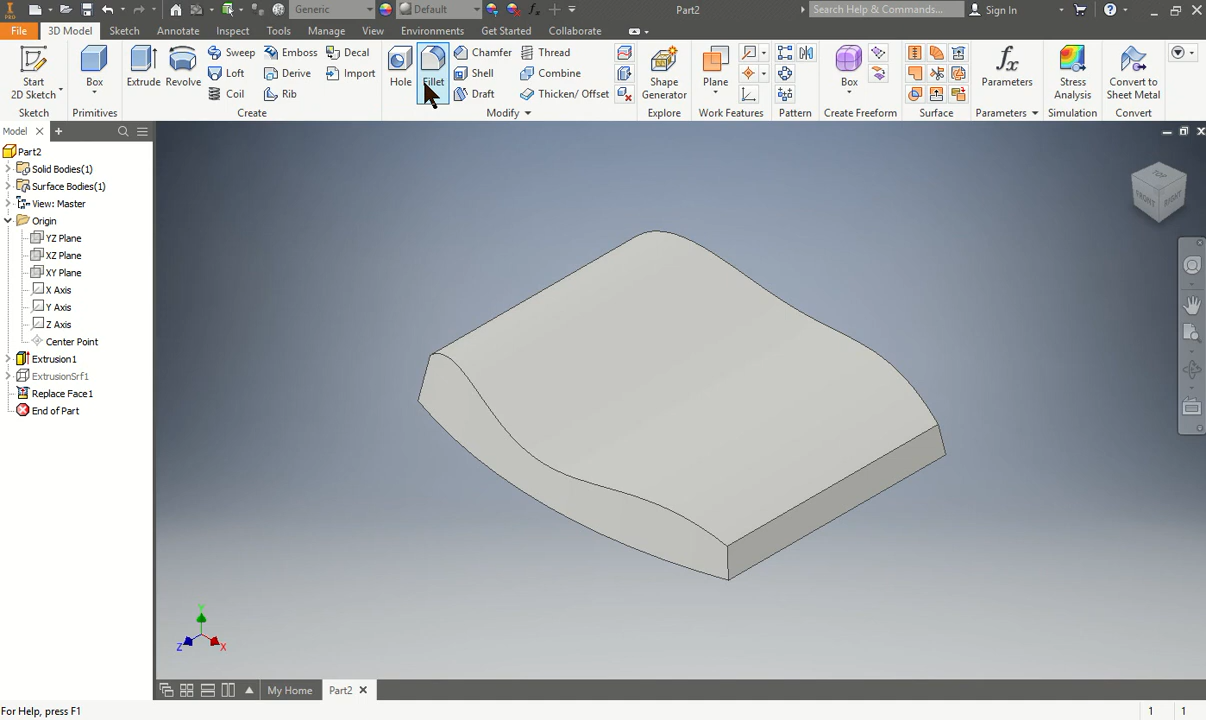 Generic
Default
Part2
Search Help & Commands...
Sign In
PRO
File
3D Model
Sketch
Annotate
Inspect
Tools
Manage
View
Environments
Get Started
Collaborate
Start
2D Sketch
Box
Extrude
Revolve
Sweep
Emboss
Decal
Loft
Derive
Import
Coil
Rib
Hole
Fillet
Chamfer
Thread
Shell
Combine
Draft
Thicken/ Offset
Shape
Generator
Plane
Box
Parameters
Stress
Analysis
Convert to
Sheet Metal
Sketch
Primitives
Create
Modify
Explore
Work Features
Pattern
Create Freeform
Surface
Parameters
Simulation
Convert
Model
Part2
Solid Bodies(1)
Surface Bodies(1)
View: Master
Origin
YZ Plane
XZ Plane
XY Plane
X Axis
Y Axis
Z Axis
Center Point
Extrusion1
ExtrusionSrf1
Replace Face1
End of Part
TOP
FRONT
RIGHT
Y
Z
X
My Home
Part2
For Help, press F1
1
1